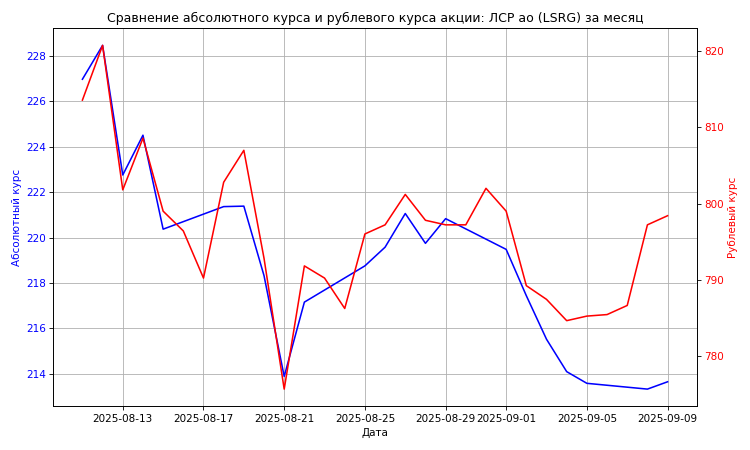 Сравнение абсолютного курса и рублевого курса акции: ЛСР ао (LSRG) за месяц
228
226
224
222
220
218
216
214
Абсолютный курс
820
810
800
790
780
Рублевый курс
2025-08-13 2025-08-17 2025-08-21 2025-08-25 2025-08-29 2025-09-01 2025-09-05 2025-09-09
Дата